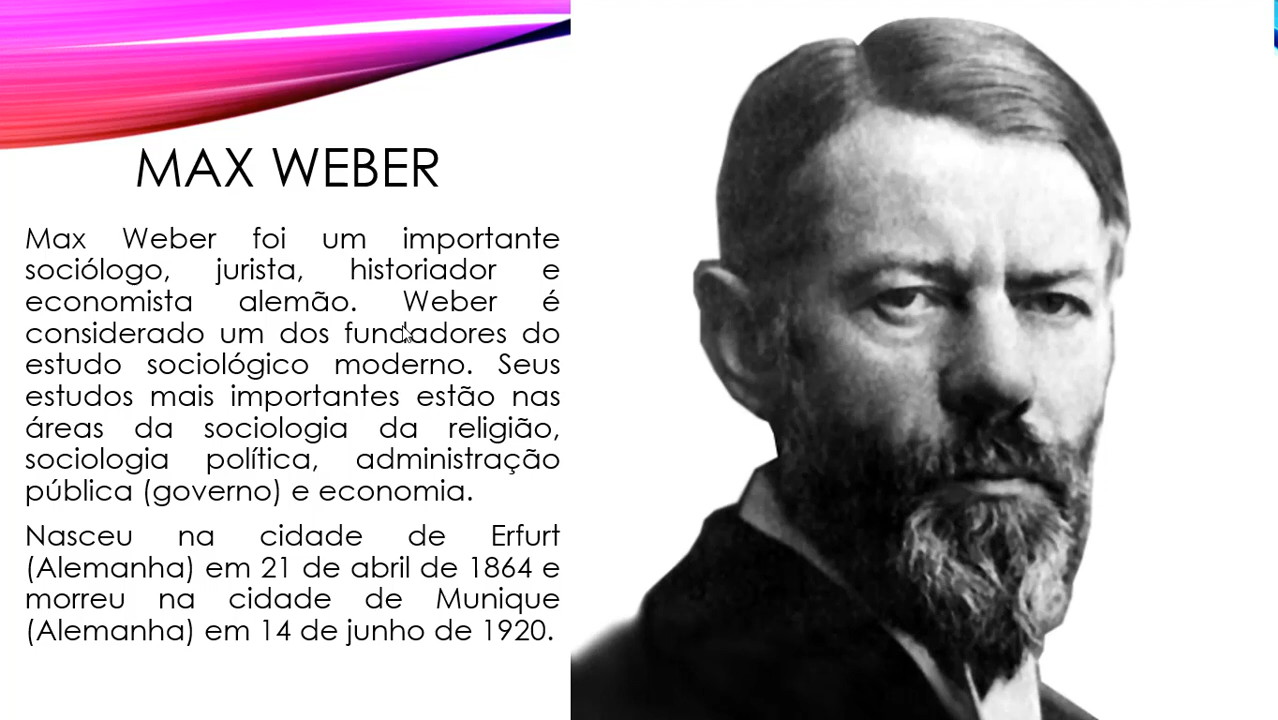 MAX WEBER
Max Weber foi um importante
sociólogo, jurista, historiador e
economista alemão. Weber é
considerado um dos fundadores do
estudo sociológico moderno. Seus
estudos mais importantes estão nas
áreas da sociologia da religião,
sociologia política, administração
pública (governo) e economia.
Nasceu na cidade de Erfurt
(Alemanha) em 21 de abril de 1864 e
morreu na cidade de Munique
(Alemanha) em 14 de junho de 1920.